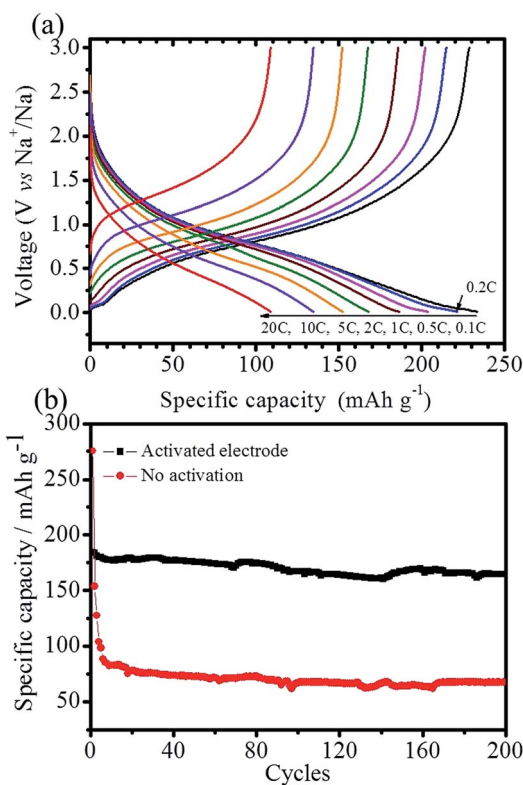 (a)
3.0
2.5
2.0
1.5
1.0
0.5
0.0
Voltage (V vs Na⁺/Na)
0.2C
20C, 10C, 5C, 2C, 1C, 0.5C, 0.1C
0 50 100 150 200 250
Specific capacity (mAh g⁻¹)
(b)
300
250
200
150
100
50
Specific capacity / mAh g⁻¹
Activated electrode
No activation
0 40 80 120 160 200
Cycles